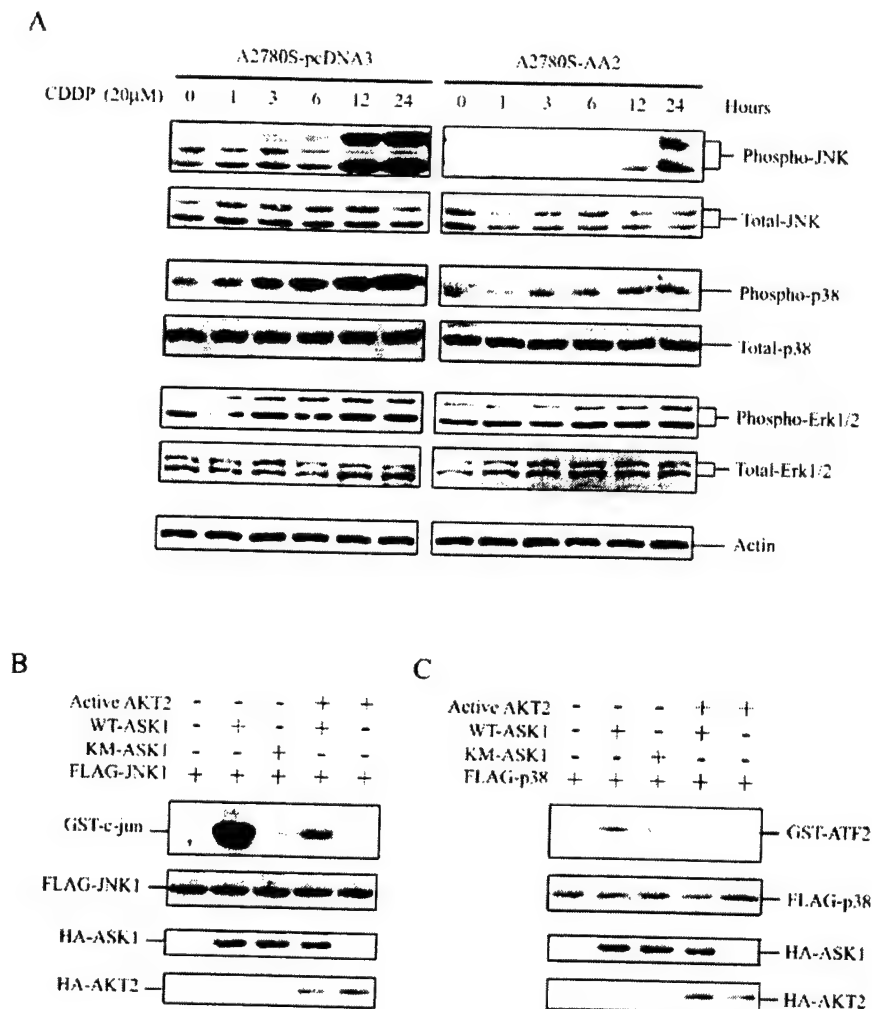 A
A2780S-pcDNA3 A2780S-AA2
CDDP (20μM) 0 1 3 6 12 24 0 1 3 6 12 24 Hours
Phospho-JNK
Total-JNK
Phospho-p38
Total-p38
Phospho-Erk1/2
Total-Erk1/2
Actin
B
Active AKT2 - - - + +
WT-ASK1 - + - + -
KM-ASK1 - - + - -
FLAG-JNK1 + + + + +
GST-c-jun
FLAG-JNK1
HA-ASK1
HA-AKT2
C
Active AKT2 - - - + +
WT-ASK1 - + - + -
KM-ASK1 - - + - -
FLAG-p38 + + + + +
GST-ATF2
FLAG-p38
HA-ASK1
HA-AKT2